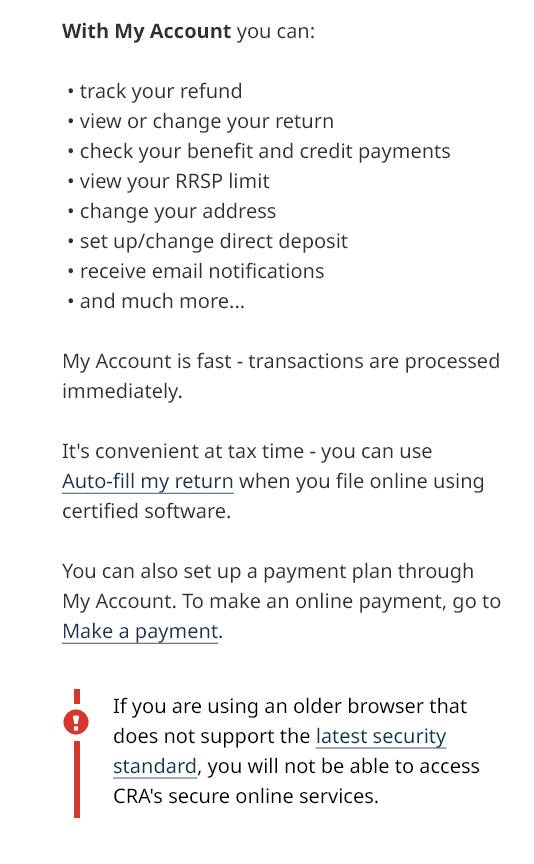 With My Account you can:
• track your refund
• view or change your return
• check your benefit and credit payments
• view your RRSP limit
• change your address
• set up/change direct deposit
• receive email notifications
• and much more...
My Account is fast - transactions are processed
immediately.
It's convenient at tax time - you can use
Auto-fill my return when you file online using
certified software.
You can also set up a payment plan through
My Account. To make an online payment, go to
Make a payment.
If you are using an older browser that
does not support the latest security
standard, you will not be able to access
CRA's secure online services.